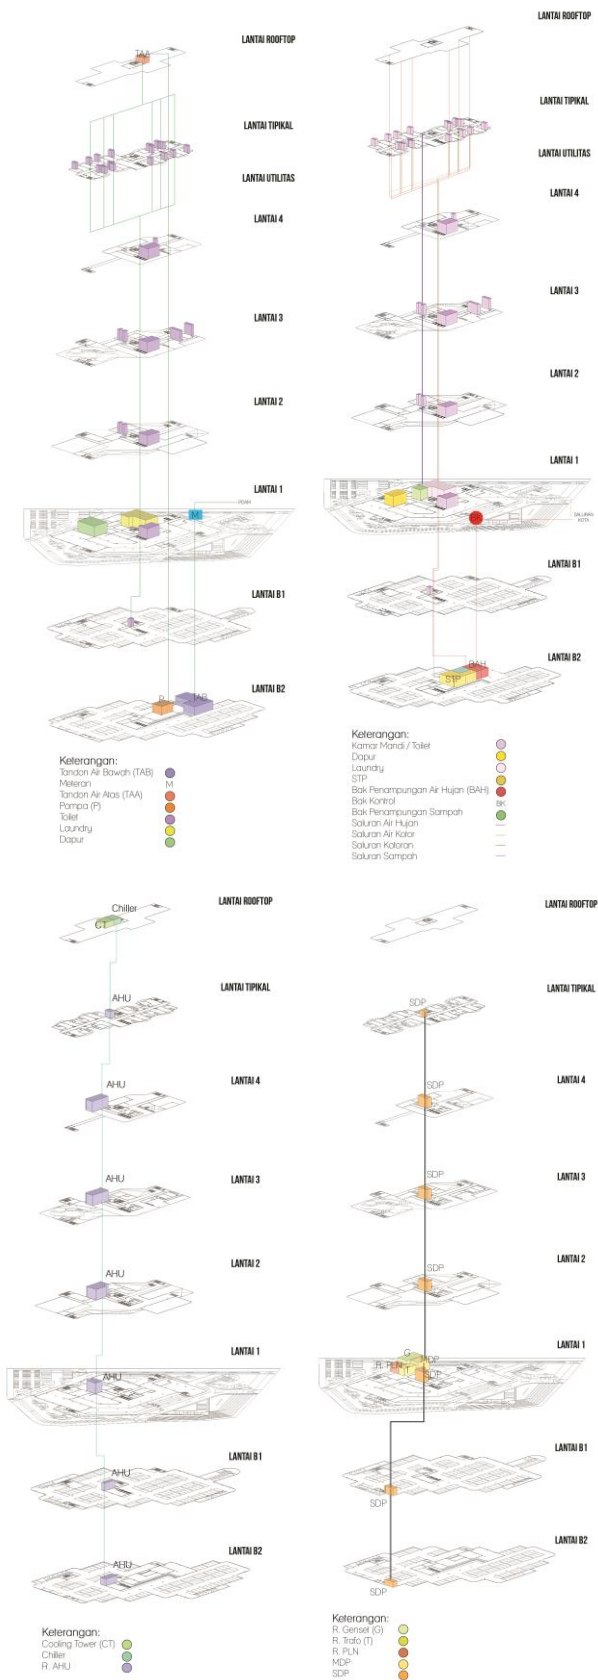 LANTAI ROOFTOP
TAA
LANTAI TIPIKAL
LANTAI UTILITAS
LANTAI 4
LANTAI 3
LANTAI 2
LANTAI 1
PDAM
M
LANTAI B1
LANTAI B2
P
TAB
Keterangan:
Tandon Air Bawah (TAB)
Meteran M
Tandon Air Atas (TAA)
Pompa (P)
Toilet
Laundry
Dapur
LANTAI ROOFTOP
LANTAI TIPIKAL
LANTAI UTILITAS
LANTAI 4
LANTAI 3
LANTAI 2
LANTAI 1
BK
SALURAN
KOTA
LANTAI B1
LANTAI B2
BAH
STP
Keterangan:
Kamar Mandi / Toilet
Dapur
Laundry
STP
Bak Penampungan Air Hujan (BAH)
Bak Kontrol BK
Bak Penampungan Sampah
Saluran Air Hujan
Saluran Air Kotor
Saluran Kotoran
Saluran Sampah
LANTAI ROOFTOP
Chiller
CT
LANTAI TIPIKAL
AHU
LANTAI 4
AHU
LANTAI 3
AHU
LANTAI 2
AHU
LANTAI 1
AHU
LANTAI B1
AHU
LANTAI B2
AHU
Keterangan:
Cooling Tower (CT)
Chiller
R. AHU
LANTAI ROOFTOP
LANTAI TIPIKAL
SDP
LANTAI 4
SDP
LANTAI 3
SDP
LANTAI 2
SDP
LANTAI 1
G
MDP
R. PLN
T
SDP
LANTAI B1
SDP
LANTAI B2
SDP
Keterangan:
R. Genset (G)
R. Trafo (T)
R. PLN
MDP
SDP